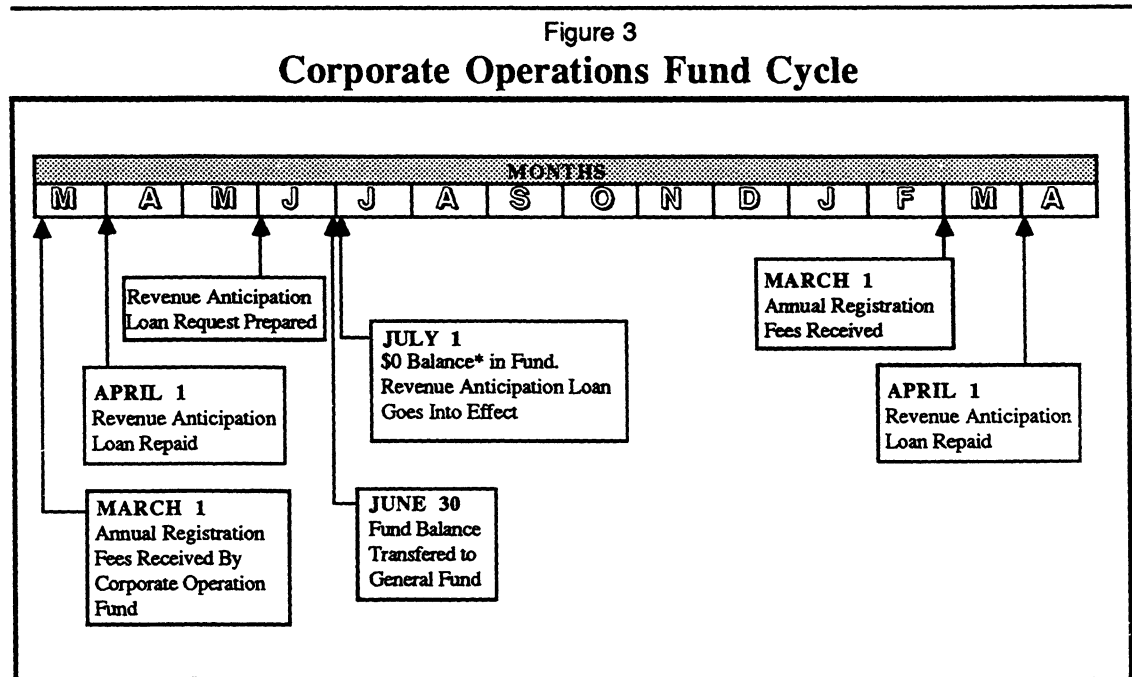 Figure 3
Corporate Operations Fund Cycle
MONTHS
M A M J J A S O N D J F M A
Revenue Anticipation
Loan Request Prepared
MARCH 1
Annual Registration
Fees Received
JULY 1
$0 Balance* in Fund.
Revenue Anticipation Loan
Goes Into Effect
APRIL 1
Revenue Anticipation
Loan Repaid
APRIL 1
Revenue Anticipation
Loan Repaid
MARCH 1
Annual Registration
Fees Received By
Corporate Operation
Fund
JUNE 30
Fund Balance
Transfered to
General Fund